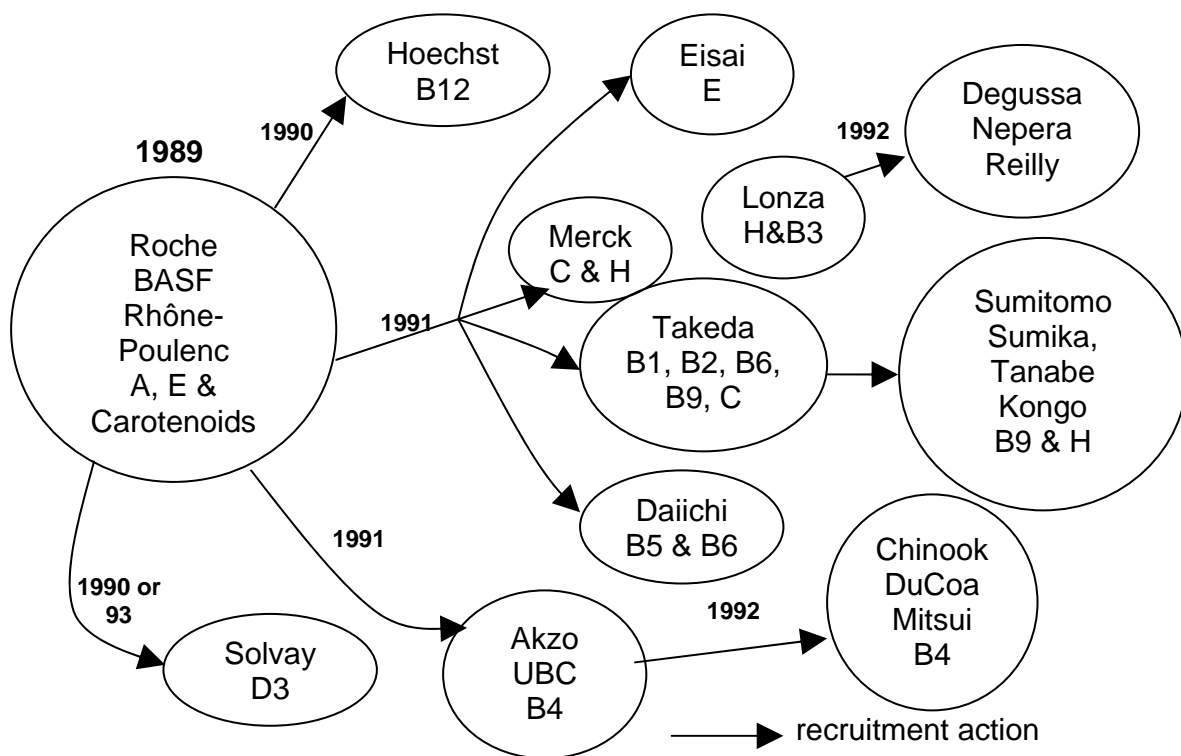 Hoechst
B12
Eisai
E
Degussa
Nepera
Reilly
1990
1992
1989
Lonza
H&B3
Roche
BASF
Rhône-
Poulenc
A, E &
Carotenoids
Merck
C & H
1991
Takeda
B1, B2, B6,
B9, C
Sumitomo
Sumika,
Tanabe
Kongo
B9 & H
Daiichi
B5 & B6
1991
1990 or
93
Solvay
D3
Akzo
UBC
B4
1992
Chinook
DuCoa
Mitsui
B4
recruitment action